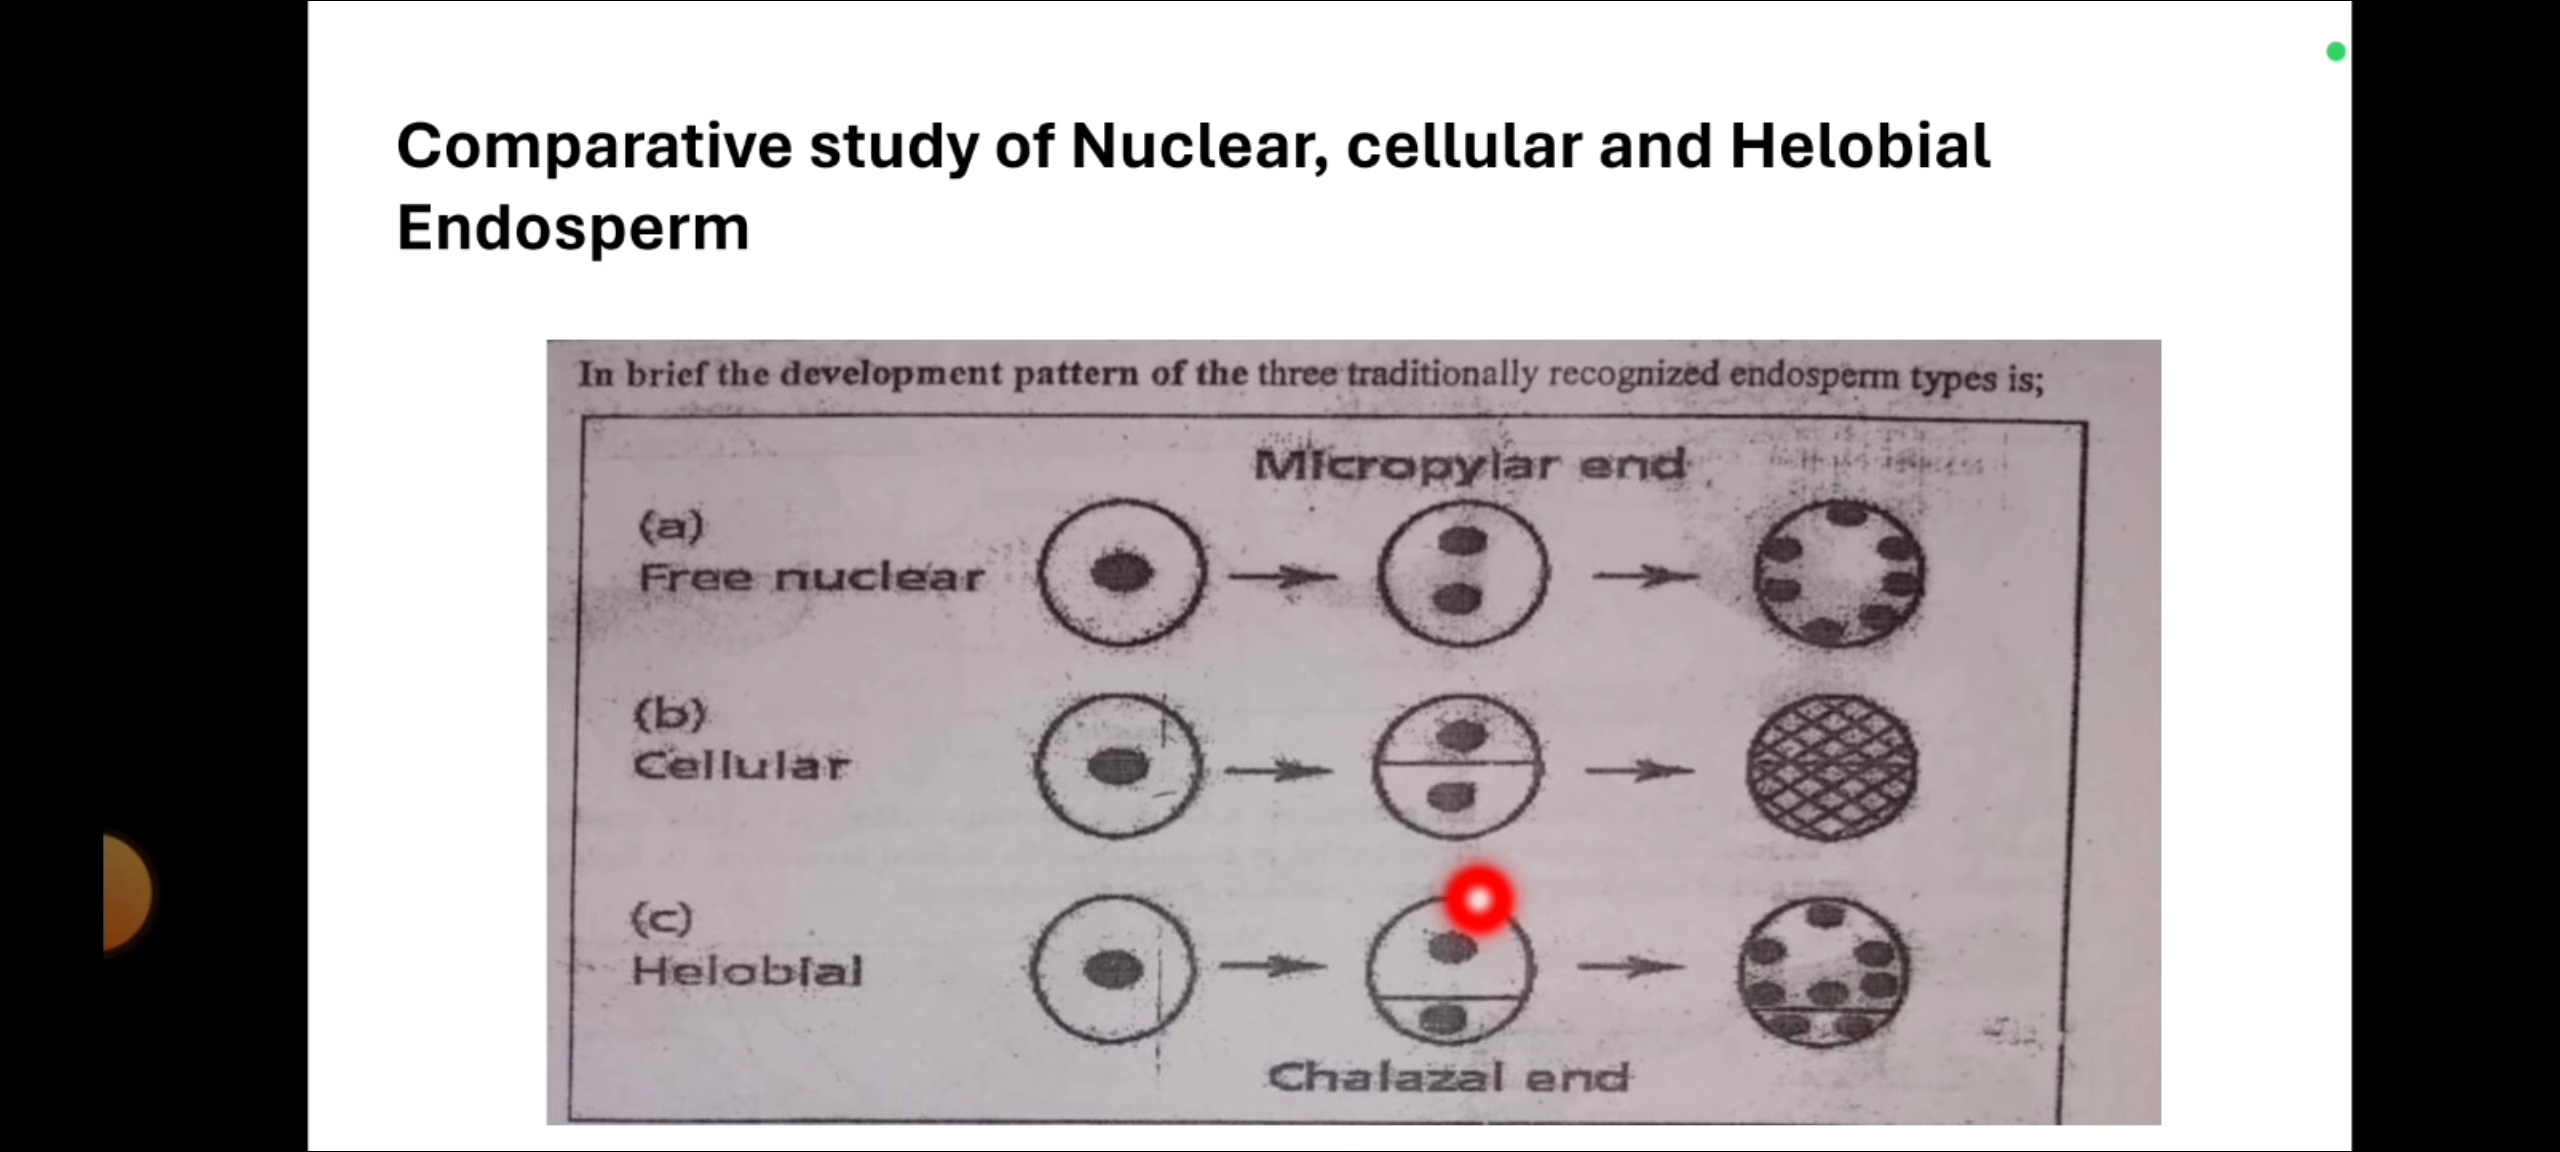 Comparative study of Nuclear, cellular and Helobial
Endosperm
In brief the development pattern of the three traditionally recognized endosperm types is;
Micropylar end
(a)
Free nuclear
(b)
Cellular
(c)
Helobial
Chalazal end